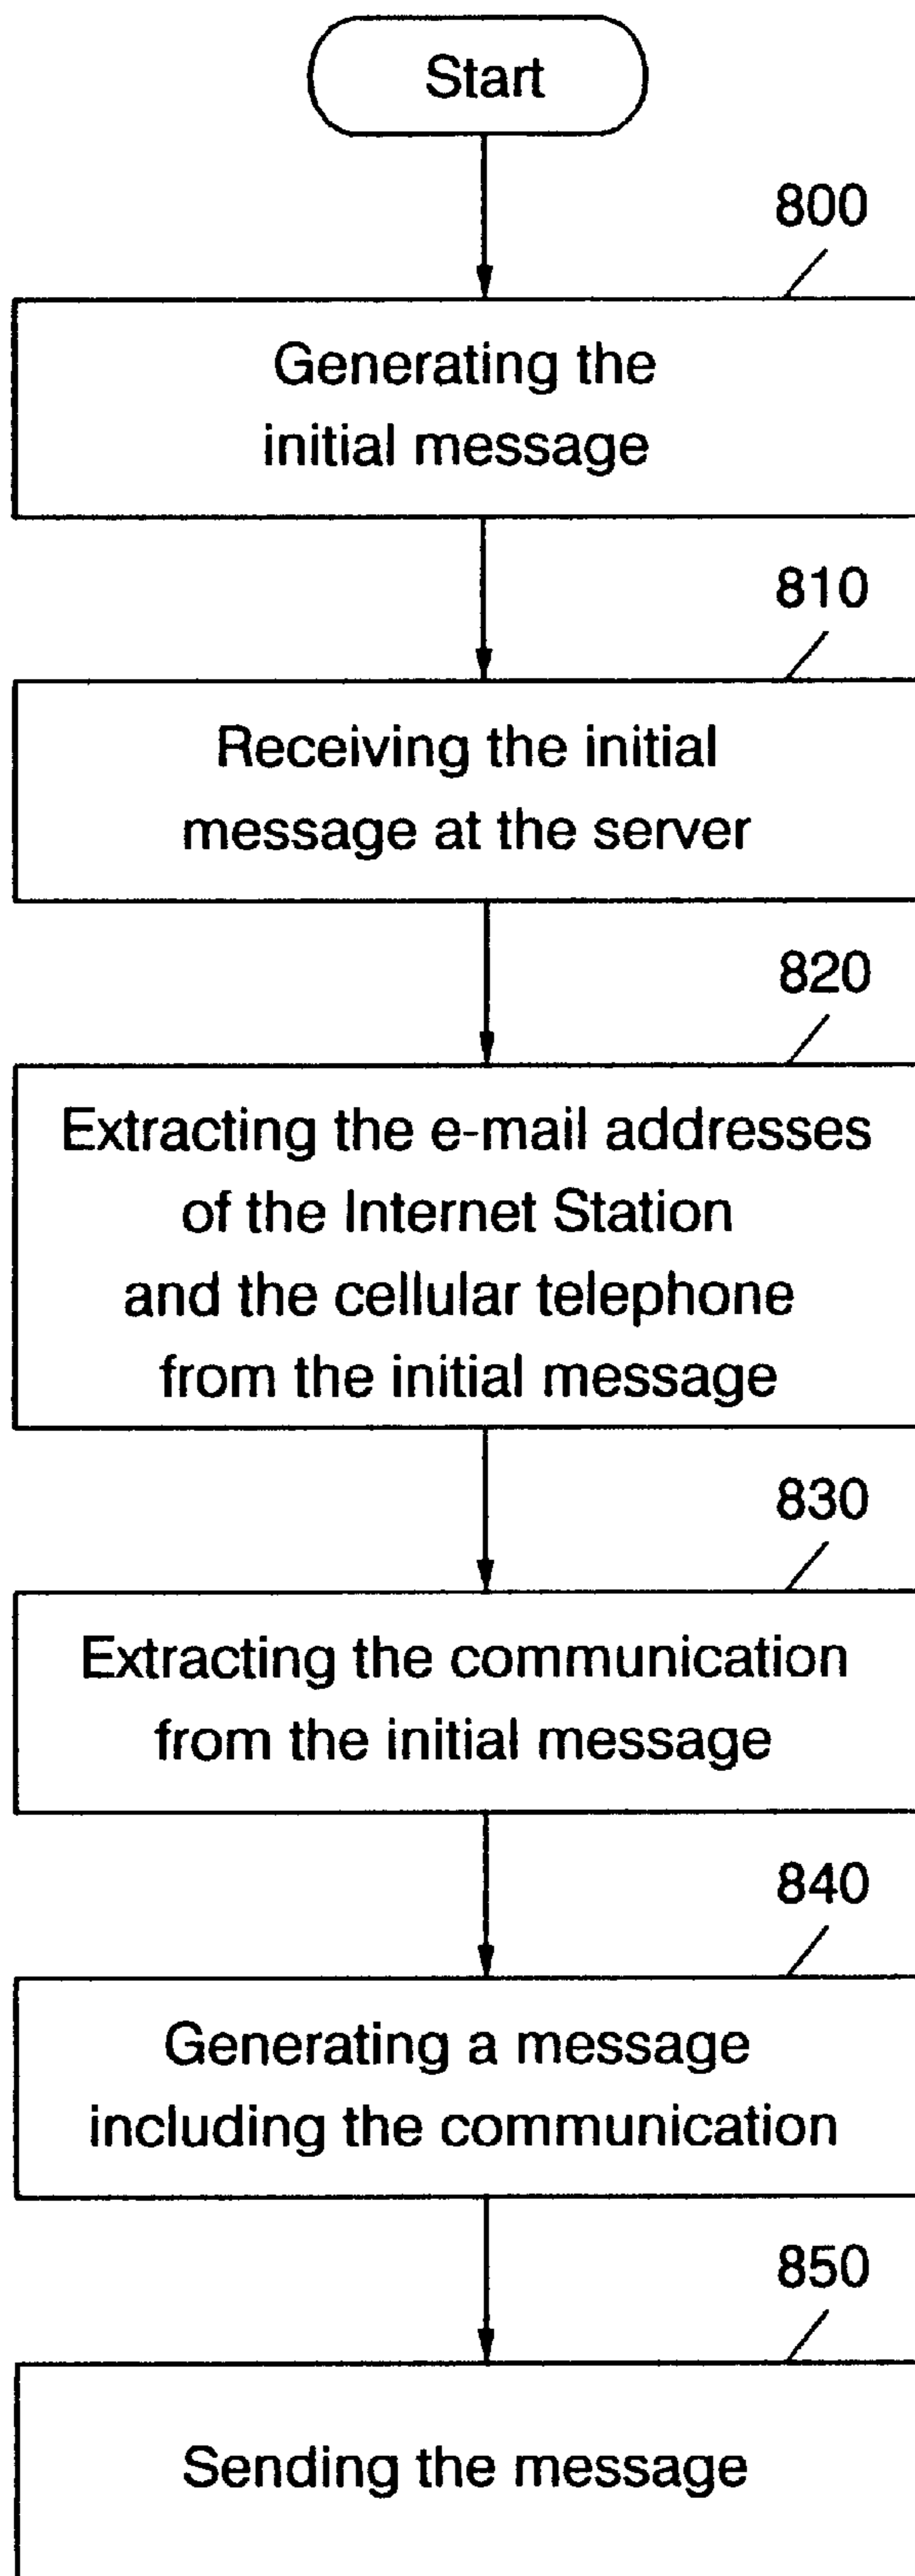 Start
800
Generating the
initial message
810
Receiving the initial
message at the server
820
Extracting the e-mail addresses
of the Internet Station
and the cellular telephone
from the initial message
830
Extracting the communication
from the initial message
840
Generating a message
including the communication
850
Sending the message